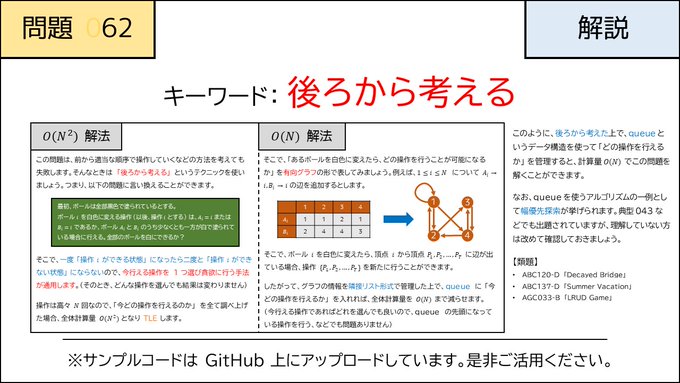 問題 062
解説
キーワード: 後ろから考える
O(N²) 解法
この問題は、前から適当な順序で操作していくなどの方法を考えても
失敗します。そんなときは「後ろから考える」というテクニックを使い
ましょう。つまり、以下の問題に言い換えることができます。
最初、ボールは全部黒色で塗られているとする。
ボール i を白色に変える操作 (以後、操作 i とする) は、Aᵢ = i または
Bᵢ = i であるか、ボール Aᵢ と Bᵢ のうち少なくとも一方が白で塗られて
いる場合に行える。全部のボールを白にできるか?
そこで、一度「操作 i ができる状態」になったら二度と「操作 i ができ
ない状態」にならないので、今行える操作を 1 つ選び貪欲に行う手法
が通用します。(そのとき、どんな操作を選んでも結果は変わりません)
操作は高々 N 回なので、「今どの操作を行えるのか」を全て調べ上げ
た場合、全体計算量 O(N²) となり TLE します。
O(N) 解法
そこで、「あるボールを白色に変えたら、どの操作を行うことが可能になる
か」を有向グラフの形で表してみましょう。例えば、1 ≤ i ≤ N について Aᵢ →
i, Bᵢ → i の辺を追加するとします。
1 2 3 4
Aᵢ 1 1 2 1
Bᵢ 2 4 4 3
1 3
2 4
そこで、ボール i を白色に変えたら、頂点 i から頂点 P₁, P₂, …, Pᵧ に辺が出
ている場合、操作 {P₁, P₂, …, Pᵧ} を新たに行うことができます。
したがって、グラフの情報を隣接リスト形式で管理した上で、queue に「今
どの操作を行えるか」を入れれば、全体計算量を O(N) まで減らせます。
(今行える操作であればどれを選んでも良いので、queue の先頭になって
いる操作を行う、などでも問題ありません)
このように、後ろから考えた上で、queue と
いうデータ構造を使って「どの操作を行える
か」を管理すると、計算量 O(N) でこの問題を
解くことができます。
なお、queue を使うアルゴリズムの一例とし
て幅優先探索が挙げられます。典型 043 な
どでも出題されていますが、理解していない方
は改めて確認しておきましょう。
【類題】
• ABC120-D「Decayed Bridge」
• ABC137-D「Summer Vacation」
• AGC033-B「LRUD Game」
※サンプルコードは GitHub 上にアップロードしています。是非ご活用ください。